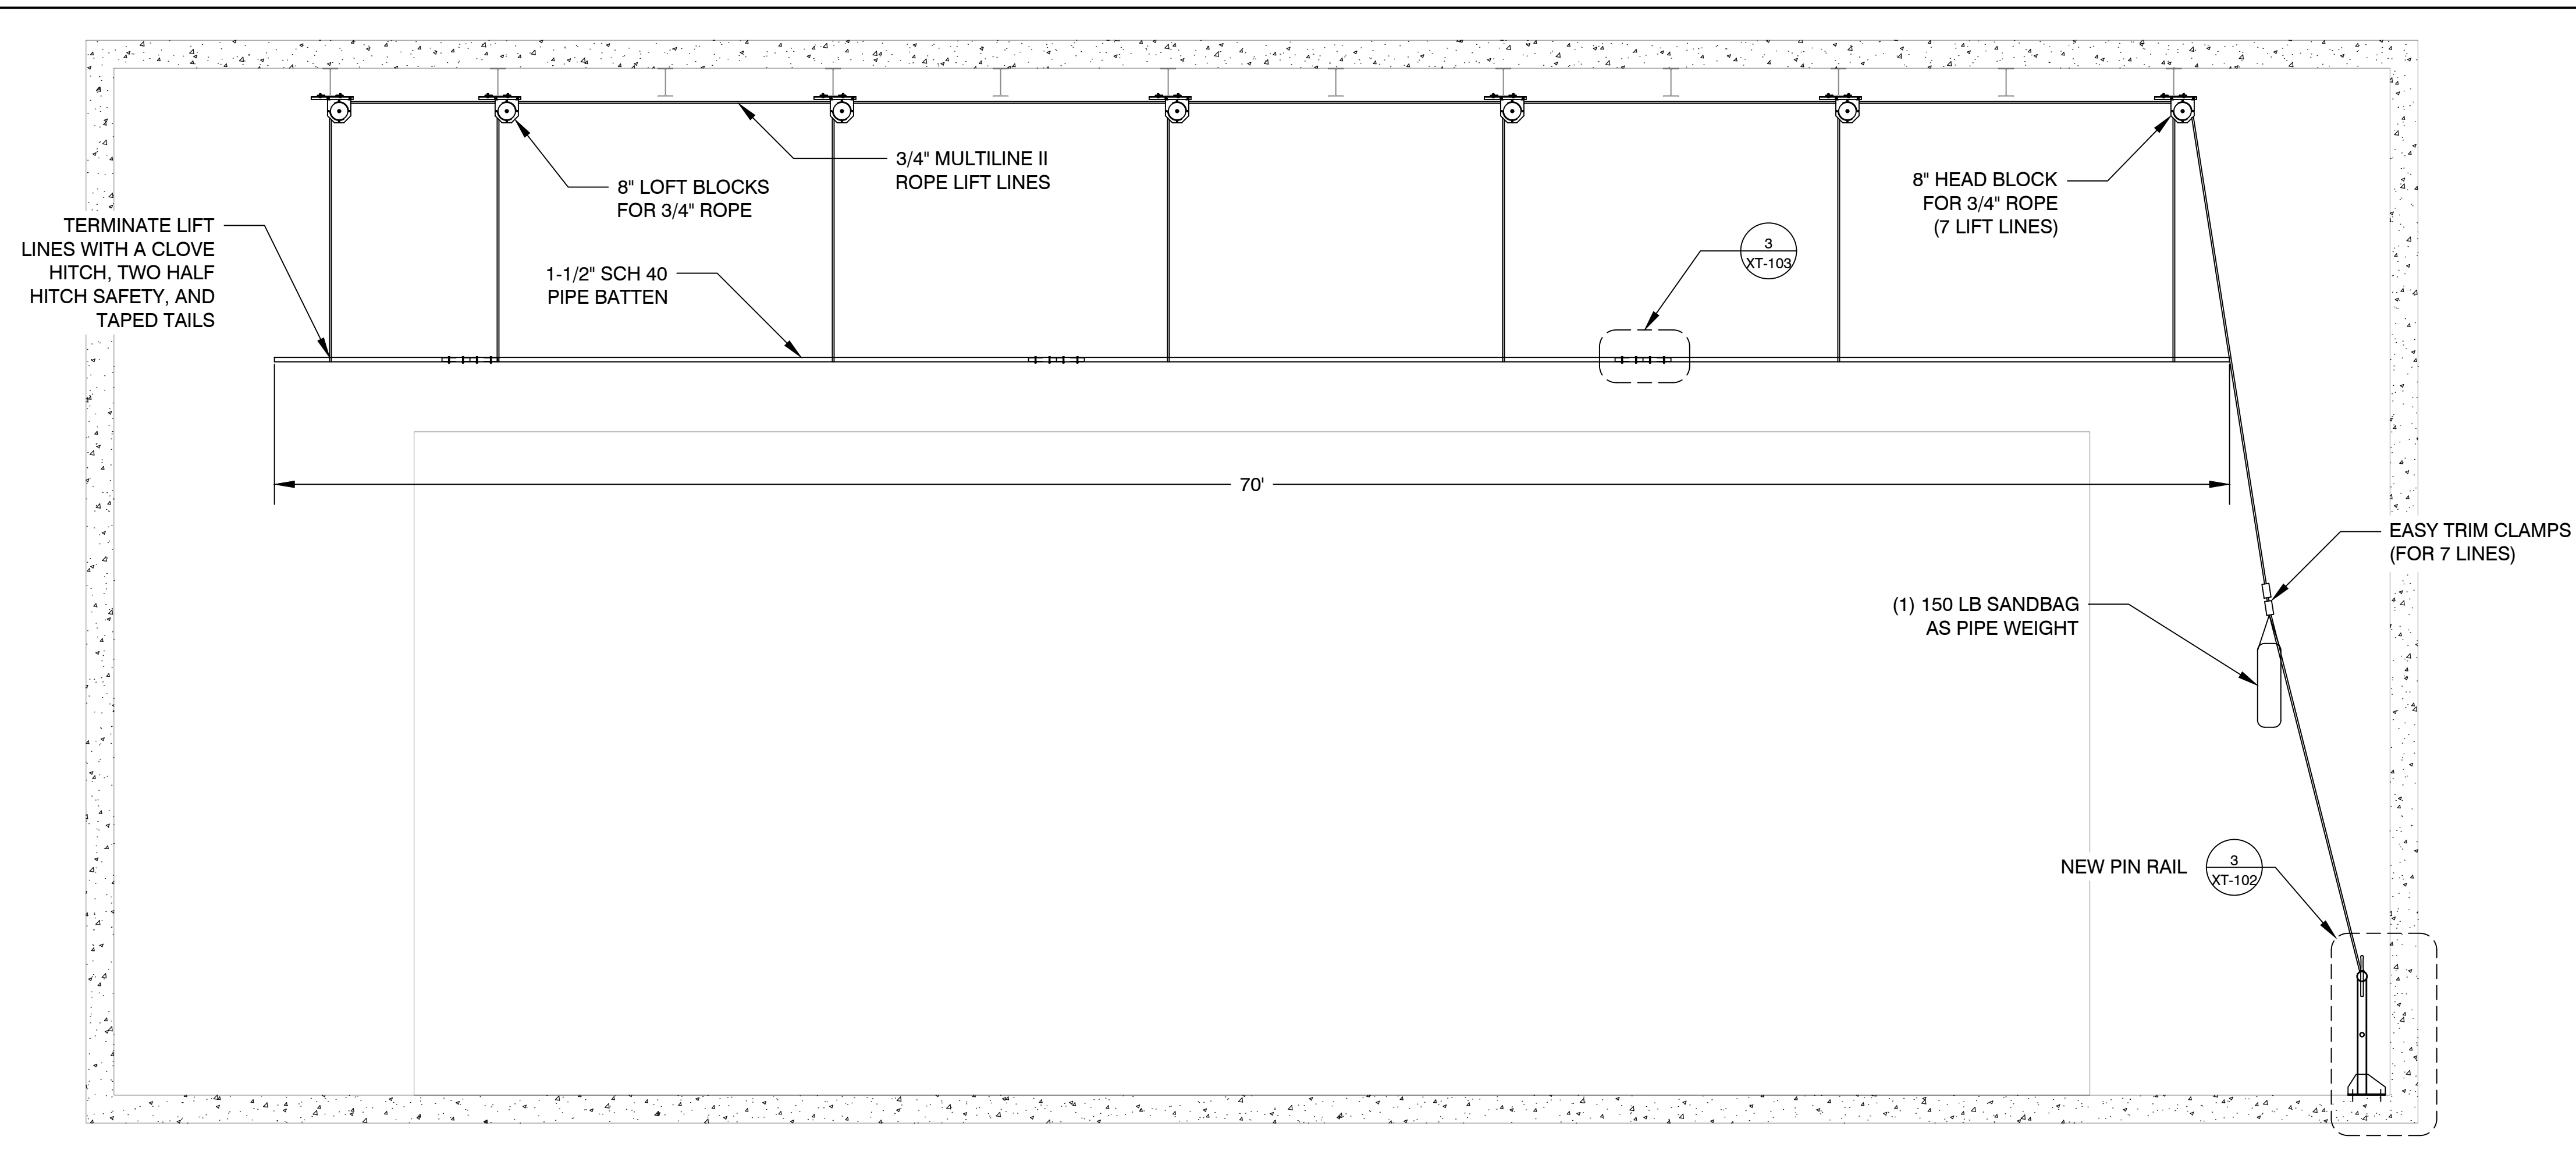 3/4" MULTILINE II
ROPE LIFT LINES
8" LOFT BLOCKS
FOR 3/4" ROPE
8" HEAD BLOCK
FOR 3/4" ROPE
(7 LIFT LINES)
TERMINATE LIFT
LINES WITH A CLOVE
HITCH, TWO HALF
HITCH SAFETY, AND
TAPED TAILS
1-1/2" SCH 40
PIPE BATTEN
3
XT-103
70'
EASY TRIM CLAMPS
(FOR 7 LINES)
(1) 150 LB SANDBAG
AS PIPE WEIGHT
NEW PIN RAIL
3
XT-102